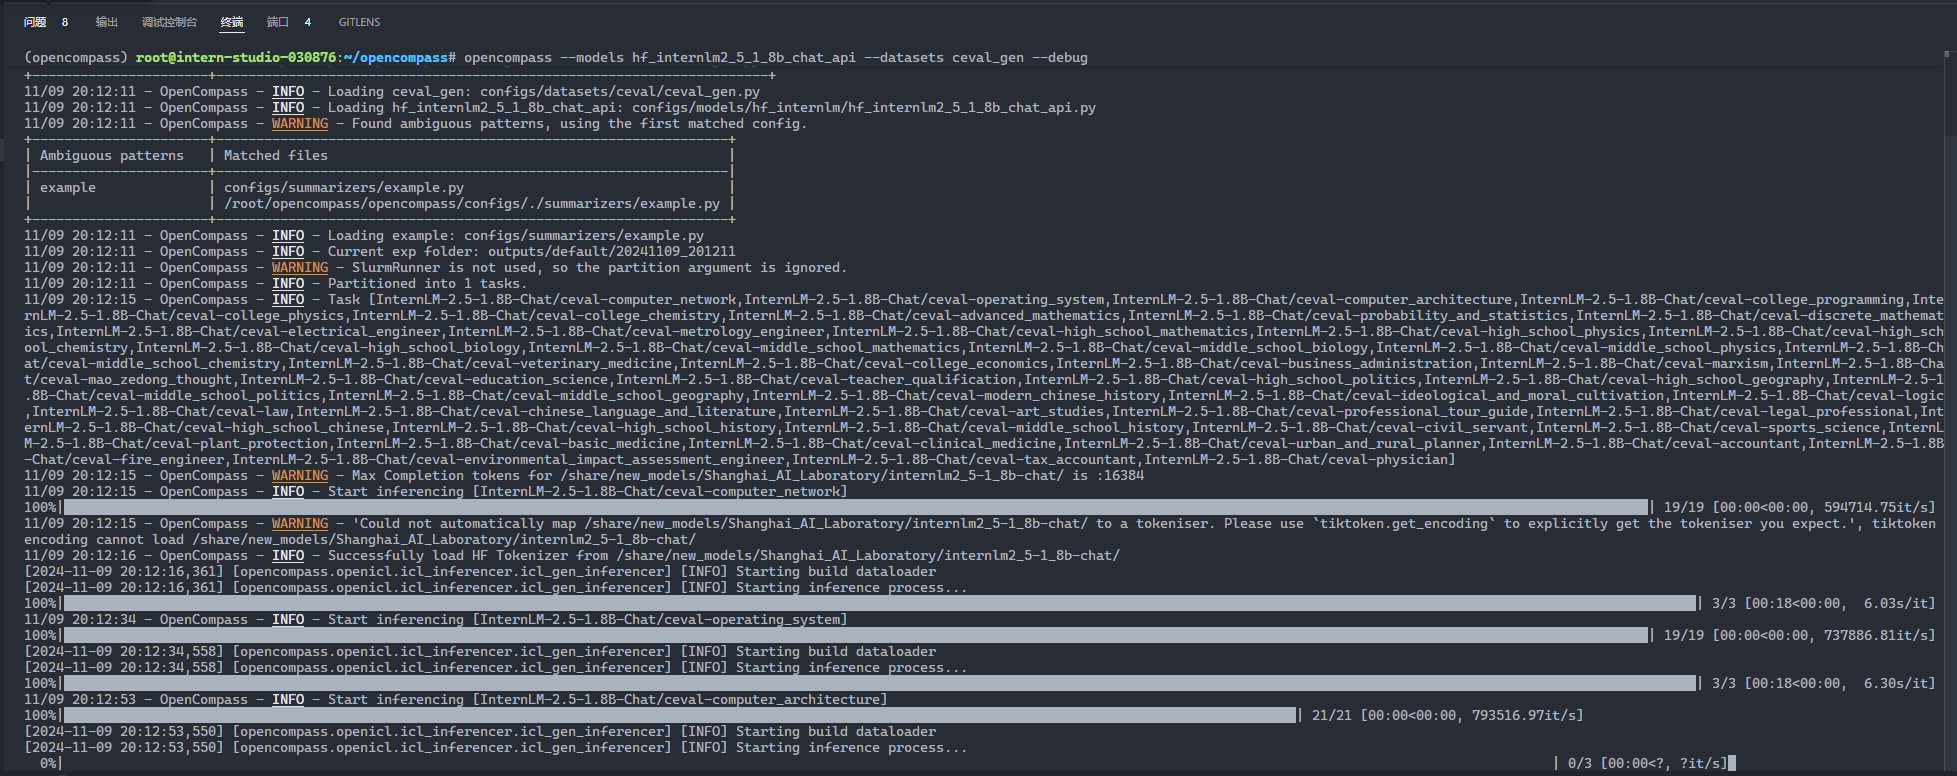 问题 8 输出 调试控制台 终端 端口 4 GITLENS
(opencompass) root@intern-studio-030876:~/opencompass# opencompass --models hf_internlm2_5_1_8b_chat_api --datasets ceval_gen --debug
+----------------------+---------------------------------------------------------------------+
11/09 20:12:11 - OpenCompass - INFO - Loading ceval_gen: configs/datasets/ceval/ceval_gen.py
11/09 20:12:11 - OpenCompass - INFO - Loading hf_internlm2_5_1_8b_chat_api: configs/models/hf_internlm/hf_internlm2_5_1_8b_chat_api.py
11/09 20:12:11 - OpenCompass - WARNING - Found ambiguous patterns, using the first matched config.
+----------------------+----------------------------------------------------------------+
| Ambiguous patterns   | Matched files                                                  |
|----------------------+----------------------------------------------------------------|
| example              | configs/summarizers/example.py                                 |
|                      | /root/opencompass/opencompass/configs/./summarizers/example.py |
+----------------------+----------------------------------------------------------------+
11/09 20:12:11 - OpenCompass - INFO - Loading example: configs/summarizers/example.py
11/09 20:12:11 - OpenCompass - INFO - Current exp folder: outputs/default/20241109_201211
11/09 20:12:11 - OpenCompass - WARNING - SlurmRunner is not used, so the partition argument is ignored.
11/09 20:12:11 - OpenCompass - INFO - Partitioned into 1 tasks.
11/09 20:12:15 - OpenCompass - INFO - Task [InternLM-2.5-1.8B-Chat/ceval-computer_network,InternLM-2.5-1.8B-Chat/ceval-operating_system,InternLM-2.5-1.8B-Chat/ceval-computer_architecture,InternLM-2.5-1.8B-Chat/ceval-college_programming,Inte
rnLM-2.5-1.8B-Chat/ceval-college_physics,InternLM-2.5-1.8B-Chat/ceval-college_chemistry,InternLM-2.5-1.8B-Chat/ceval-advanced_mathematics,InternLM-2.5-1.8B-Chat/ceval-probability_and_statistics,InternLM-2.5-1.8B-Chat/ceval-discrete_mathemat
ics,InternLM-2.5-1.8B-Chat/ceval-electrical_engineer,InternLM-2.5-1.8B-Chat/ceval-metrology_engineer,InternLM-2.5-1.8B-Chat/ceval-high_school_mathematics,InternLM-2.5-1.8B-Chat/ceval-high_school_physics,InternLM-2.5-1.8B-Chat/ceval-high_sch
ool_chemistry,InternLM-2.5-1.8B-Chat/ceval-high_school_biology,InternLM-2.5-1.8B-Chat/ceval-middle_school_mathematics,InternLM-2.5-1.8B-Chat/ceval-middle_school_biology,InternLM-2.5-1.8B-Chat/ceval-middle_school_physics,InternLM-2.5-1.8B-Ch
at/ceval-middle_school_chemistry,InternLM-2.5-1.8B-Chat/ceval-veterinary_medicine,InternLM-2.5-1.8B-Chat/ceval-college_economics,InternLM-2.5-1.8B-Chat/ceval-business_administration,InternLM-2.5-1.8B-Chat/ceval-marxism,InternLM-2.5-1.8B-Cha
t/ceval-mao_zedong_thought,InternLM-2.5-1.8B-Chat/ceval-education_science,InternLM-2.5-1.8B-Chat/ceval-teacher_qualification,InternLM-2.5-1.8B-Chat/ceval-high_school_politics,InternLM-2.5-1.8B-Chat/ceval-high_school_geography,InternLM-2.5-1
.8B-Chat/ceval-middle_school_politics,InternLM-2.5-1.8B-Chat/ceval-middle_school_geography,InternLM-2.5-1.8B-Chat/ceval-modern_chinese_history,InternLM-2.5-1.8B-Chat/ceval-ideological_and_moral_cultivation,InternLM-2.5-1.8B-Chat/ceval-logic
,InternLM-2.5-1.8B-Chat/ceval-law,InternLM-2.5-1.8B-Chat/ceval-chinese_language_and_literature,InternLM-2.5-1.8B-Chat/ceval-art_studies,InternLM-2.5-1.8B-Chat/ceval-professional_tour_guide,InternLM-2.5-1.8B-Chat/ceval-legal_professional,Int
ernLM-2.5-1.8B-Chat/ceval-high_school_chinese,InternLM-2.5-1.8B-Chat/ceval-high_school_history,InternLM-2.5-1.8B-Chat/ceval-middle_school_history,InternLM-2.5-1.8B-Chat/ceval-civil_servant,InternLM-2.5-1.8B-Chat/ceval-sports_science,InternL
M-2.5-1.8B-Chat/ceval-plant_protection,InternLM-2.5-1.8B-Chat/ceval-basic_medicine,InternLM-2.5-1.8B-Chat/ceval-clinical_medicine,InternLM-2.5-1.8B-Chat/ceval-urban_and_rural_planner,InternLM-2.5-1.8B-Chat/ceval-accountant,InternLM-2.5-1.8B
-Chat/ceval-fire_engineer,InternLM-2.5-1.8B-Chat/ceval-environmental_impact_assessment_engineer,InternLM-2.5-1.8B-Chat/ceval-tax_accountant,InternLM-2.5-1.8B-Chat/ceval-physician]
11/09 20:12:15 - OpenCompass - WARNING - Max Completion tokens for /share/new_models/Shanghai_AI_Laboratory/internlm2_5-1_8b-chat/ is :16384
11/09 20:12:15 - OpenCompass - INFO - Start inferencing [InternLM-2.5-1.8B-Chat/ceval-computer_network]
100%| | 19/19 [00:00<00:00, 594714.75it/s]
11/09 20:12:15 - OpenCompass - WARNING - 'Could not automatically map /share/new_models/Shanghai_AI_Laboratory/internlm2_5-1_8b-chat/ to a tokeniser. Please use `tiktoken.get_encoding` to explicitly get the tokeniser you expect.', tiktoken
encoding cannot load /share/new_models/Shanghai_AI_Laboratory/internlm2_5-1_8b-chat/
11/09 20:12:16 - OpenCompass - INFO - Successfully load HF Tokenizer from /share/new_models/Shanghai_AI_Laboratory/internlm2_5-1_8b-chat/
[2024-11-09 20:12:16,361] [opencompass.openicl.icl_inferencer.icl_gen_inferencer] [INFO] Starting build dataloader
[2024-11-09 20:12:16,361] [opencompass.openicl.icl_inferencer.icl_gen_inferencer] [INFO] Starting inference process...
100%| | 3/3 [00:18<00:00,  6.03s/it]
11/09 20:12:34 - OpenCompass - INFO - Start inferencing [InternLM-2.5-1.8B-Chat/ceval-operating_system]
100%| | 19/19 [00:00<00:00, 737886.81it/s]
[2024-11-09 20:12:34,558] [opencompass.openicl.icl_inferencer.icl_gen_inferencer] [INFO] Starting build dataloader
[2024-11-09 20:12:34,558] [opencompass.openicl.icl_inferencer.icl_gen_inferencer] [INFO] Starting inference process...
100%| | 3/3 [00:18<00:00,  6.30s/it]
11/09 20:12:53 - OpenCompass - INFO - Start inferencing [InternLM-2.5-1.8B-Chat/ceval-computer_architecture]
100%| | 21/21 [00:00<00:00, 793516.97it/s]
[2024-11-09 20:12:53,550] [opencompass.openicl.icl_inferencer.icl_gen_inferencer] [INFO] Starting build dataloader
[2024-11-09 20:12:53,550] [opencompass.openicl.icl_inferencer.icl_gen_inferencer] [INFO] Starting inference process...
0%| | 0/3 [00:00<?, ?it/s]